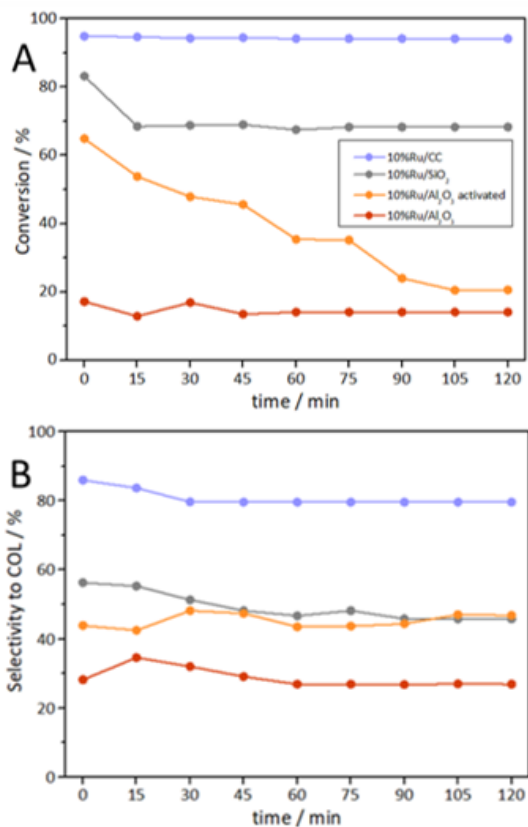 A
100
80
60
40
20
0
Conversion / %
10%Ru/CC
10%Ru/SiO₂
10%Ru/Al₂O₃ activated
10%Ru/Al₂O₃
0 15 30 45 60 75 90 105 120
time / min
B
100
80
60
40
20
0
Selectivity to COL / %
0 15 30 45 60 75 90 105 120
time / min